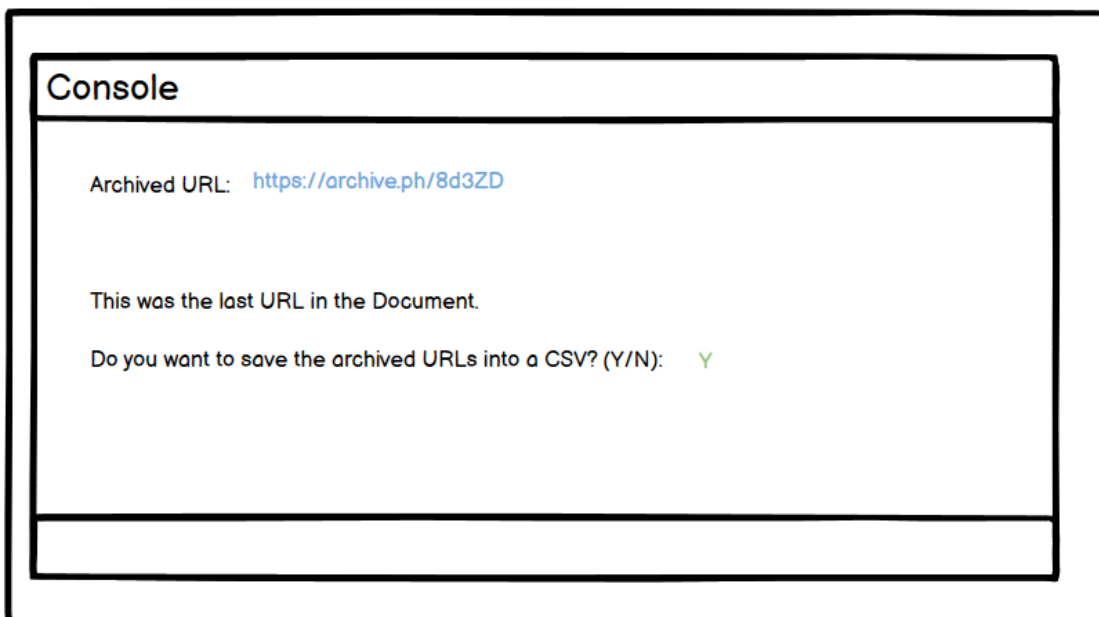 Console
Archived URL: https://archive.ph/8d3ZD
This was the last URL in the Document.
Do you want to save the archived URLs into a CSV? (Y/N): Y